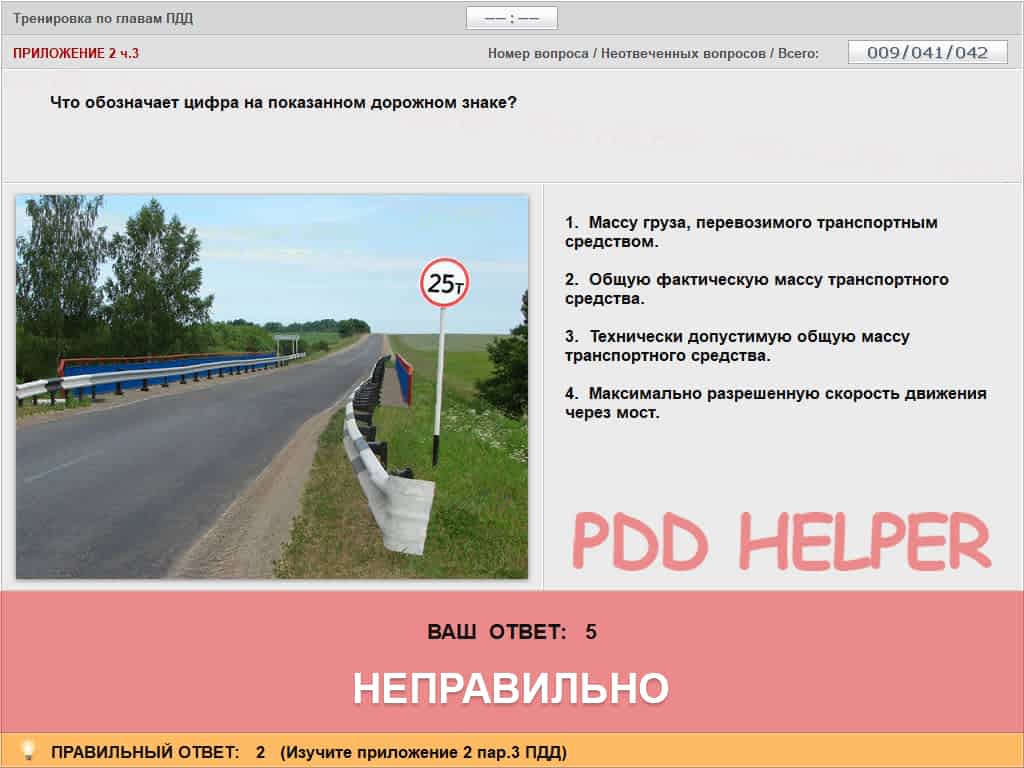 Тренировка по главам ПДД
—— : ——
ПРИЛОЖЕНИЕ 2 ч.3
Номер вопроса / Неотвеченных вопросов / Всего:
009/041/042
Что обозначает цифра на показанном дорожном знаке?
25т
1. Массу груза, перевозимого транспортным
средством.
2. Общую фактическую массу транспортного
средства.
3. Технически допустимую общую массу
транспортного средства.
4. Максимально разрешенную скорость движения
через мост.
PDD HELPER
ВАШ ОТВЕТ: 5
НЕПРАВИЛЬНО
ПРАВИЛЬНЫЙ ОТВЕТ: 2 (Изучите приложение 2 пар.3 ПДД)